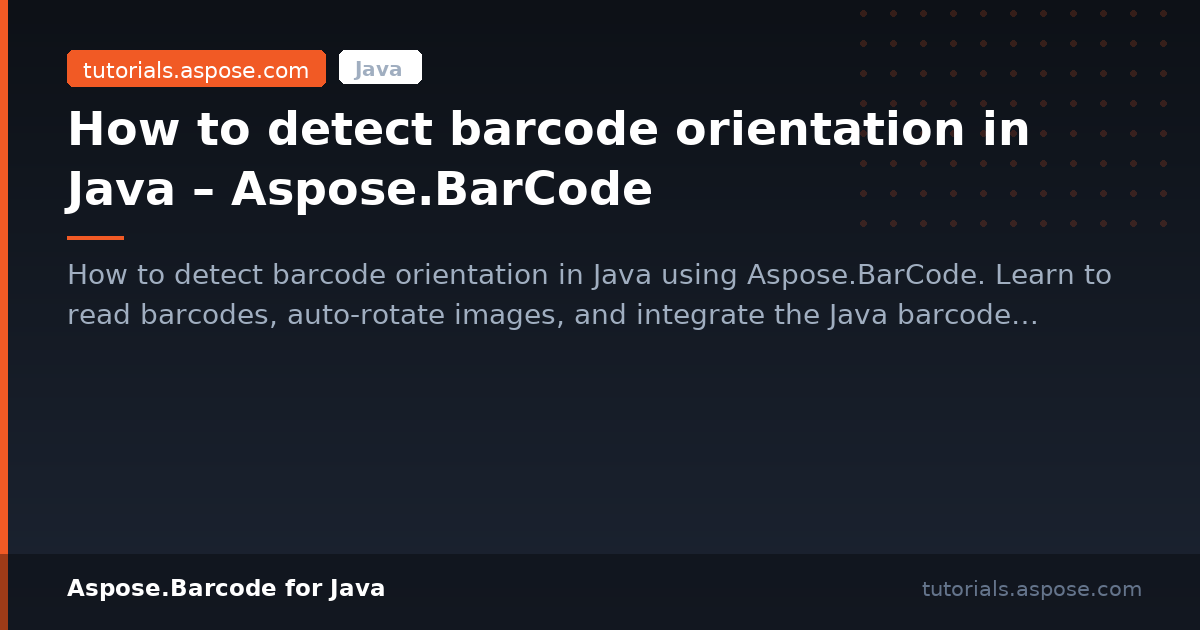 tutorials.aspose.com
Java
How to detect barcode orientation in
Java – Aspose.BarCode
How to detect barcode orientation in Java using Aspose.BarCode. Learn to
read barcodes, auto-rotate images, and integrate the Java barcode…
Aspose.Barcode for Java
tutorials.aspose.com